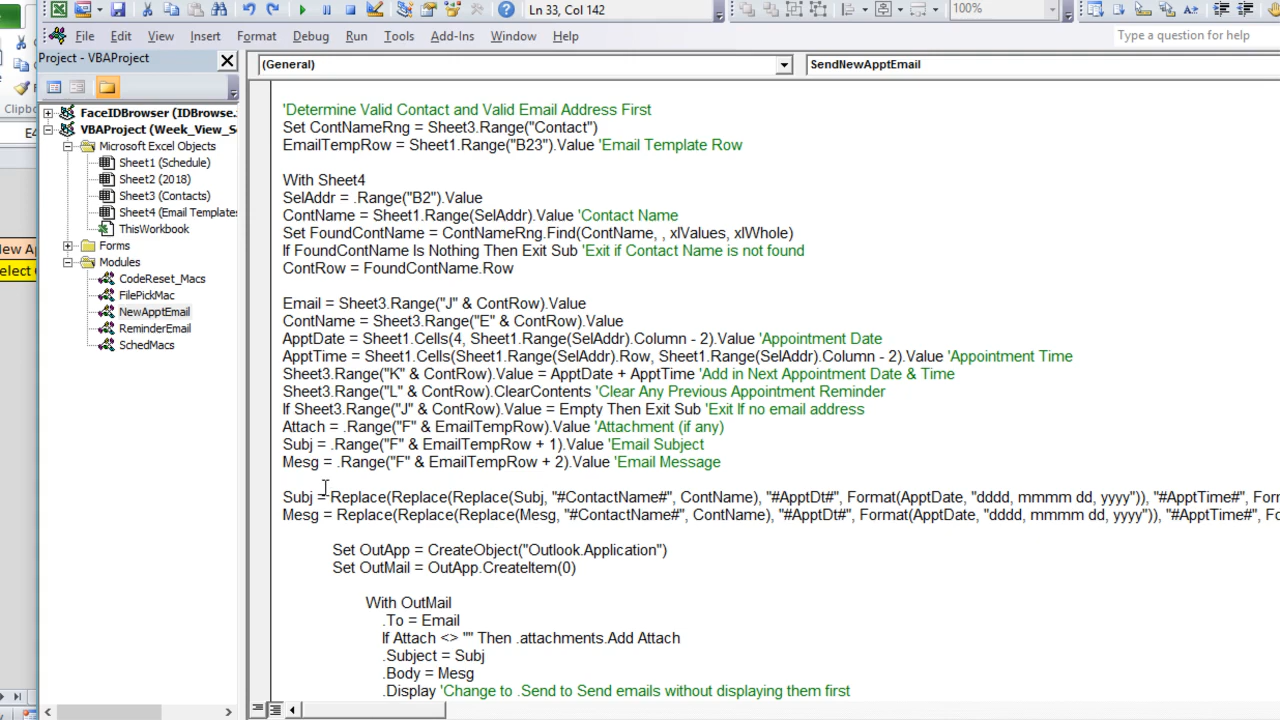 Ln 33, Col 142
100%
File Edit View Insert Format Debug Run Tools Add-Ins Window Help
Type a question for help
Project - VBAProject
(General)
SendNewApptEmail
Clipbo
E4
FaceIDBrowser (IDBrowse.
VBAProject (Week_View_S
Microsoft Excel Objects
Sheet1 (Schedule)
Sheet2 (2018)
Sheet3 (Contacts)
Sheet4 (Email Templates
ThisWorkbook
Forms
Modules
CodeReset_Macs
FilePickMac
NewApptEmail
ReminderEmail
SchedMacs
ew Ap
elect
'Determine Valid Contact and Valid Email Address First
Set ContNameRng = Sheet3.Range("Contact")
EmailTempRow = Sheet1.Range("B23").Value 'Email Template Row
With Sheet4
SelAddr = .Range("B2").Value
ContName = Sheet1.Range(SelAddr).Value 'Contact Name
Set FoundContName = ContNameRng.Find(ContName, , xlValues, xlWhole)
If FoundContName Is Nothing Then Exit Sub 'Exit if Contact Name is not found
ContRow = FoundContName.Row
Email = Sheet3.Range("J" & ContRow).Value
ContName = Sheet3.Range("E" & ContRow).Value
ApptDate = Sheet1.Cells(4, Sheet1.Range(SelAddr).Column - 2).Value 'Appointment Date
ApptTime = Sheet1.Cells(Sheet1.Range(SelAddr).Row, Sheet1.Range(SelAddr).Column - 2).Value 'Appointment Time
Sheet3.Range("K" & ContRow).Value = ApptDate + ApptTime 'Add in Next Appointment Date & Time
Sheet3.Range("L" & ContRow).ClearContents 'Clear Any Previous Appointment Reminder
If Sheet3.Range("J" & ContRow).Value = Empty Then Exit Sub 'Exit If no email address
Attach = .Range("F" & EmailTempRow).Value 'Attachment (if any)
Subj = .Range("F" & EmailTempRow + 1).Value 'Email Subject
Mesg = .Range("F" & EmailTempRow + 2).Value 'Email Message
Subj = Replace(Replace(Replace(Subj, "#ContactName#", ContName), "#ApptDt#", Format(ApptDate, "dddd, mmmm dd, yyyy")), "#ApptTime#", For
Mesg = Replace(Replace(Replace(Mesg, "#ContactName#", ContName), "#ApptDt#", Format(ApptDate, "dddd, mmmm dd, yyyy")), "#ApptTime#", F
Set OutApp = CreateObject("Outlook.Application")
Set OutMail = OutApp.CreateItem(0)
With OutMail
.To = Email
If Attach <> "" Then .attachments.Add Attach
.Subject = Subj
.Body = Mesg
.Display 'Change to .Send to Send emails without displaying them first